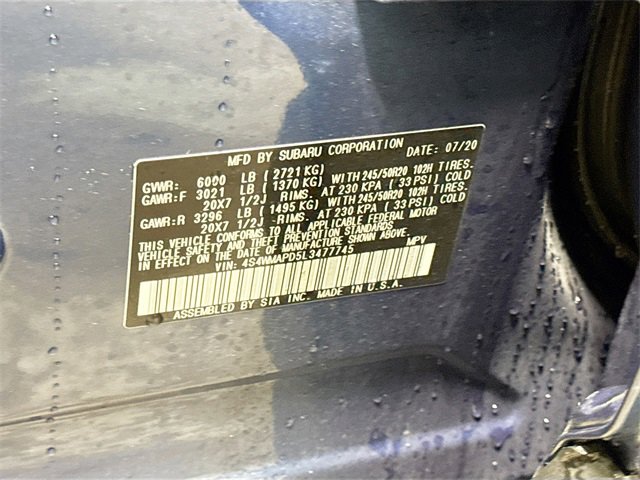 MFD BY SUBARU CORPORATION DATE: 07/20
GVWR: 6000 LB ( 2721 KG)
GAWR:F 3021 LB ( 1370 KG) WITH 245/50R20 102H TIRES.
20X7 1/2J RIMS. AT 230 KPA ( 33 PSI) COLD
GAWR:R 3296 LB ( 1495 KG) WITH 245/50R20 102H TIRES.
20X7 1/2J RIMS. AT 230 KPA ( 33 PSI) COLD
THIS VEHICLE CONFORMS TO ALL APPLICABLE FEDERAL MOTOR
VEHICLE SAFETY AND THEFT PREVENTION STANDARDS
IN EFFECT ON THE DATE OF MANUFACTURE SHOWN ABOVE.
VIN: 4S4WMAPD5L3477745 MPV
ASSEMBLED BY SIA INC. MADE IN U.S.A.